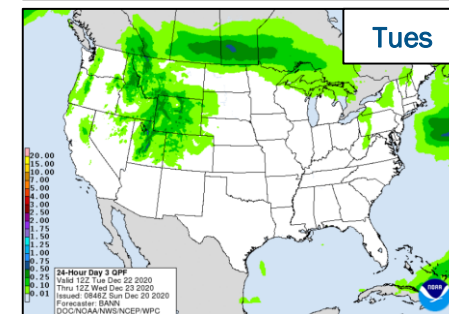 Tues
20.00
15.00
10.00
7.00
5.00
4.00
3.00
2.50
2.00
1.75
1.50
1.25
1.00
0.75
0.50
0.25
0.10
0.01
24-Hour Day 3 QPF
Valid 12Z Tue Dec 22 2020
Thru 12Z Wed Dec 23 2020
Issued: 0846Z Sun Dec 20 2020
Forecaster: BANN
DOC/NOAA/NWS/NCEP/WPC
NOAA